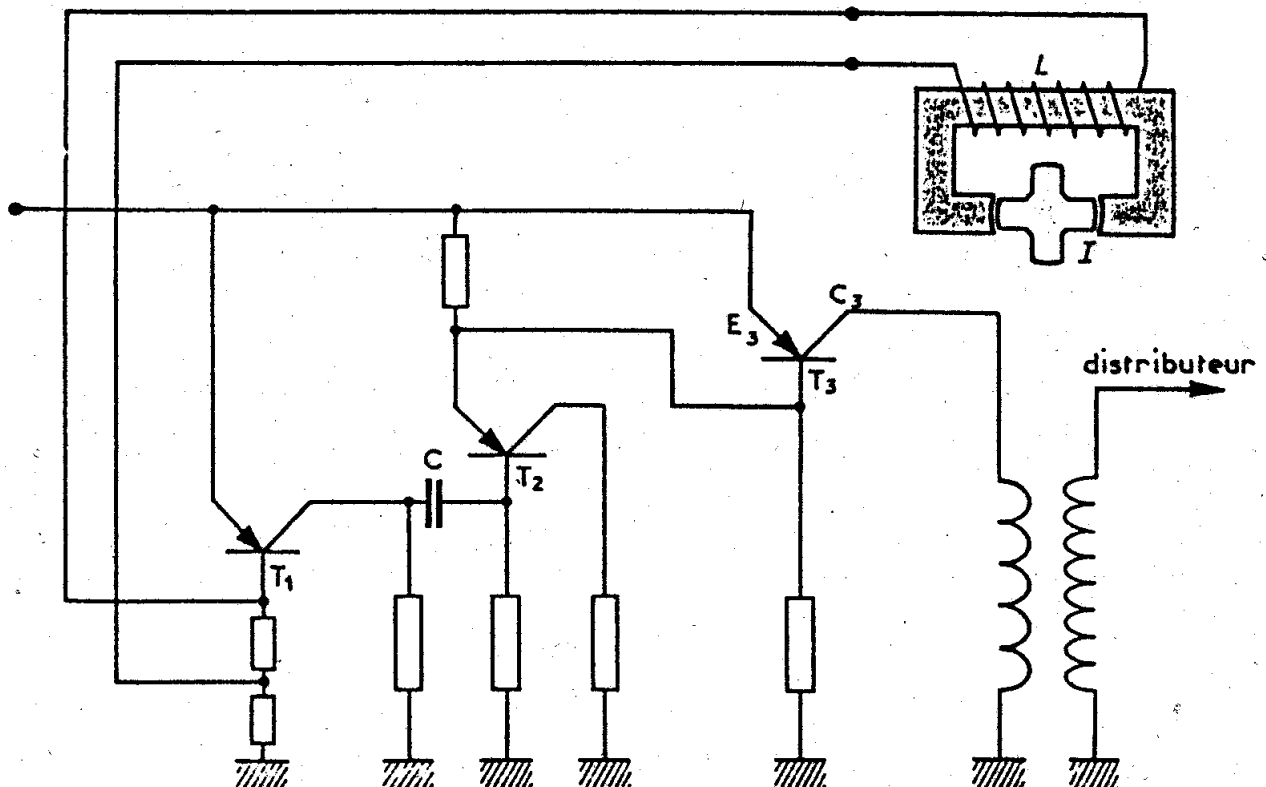 L
I
C₃
E₃
T₃
distributeur
C
T₂
T₁